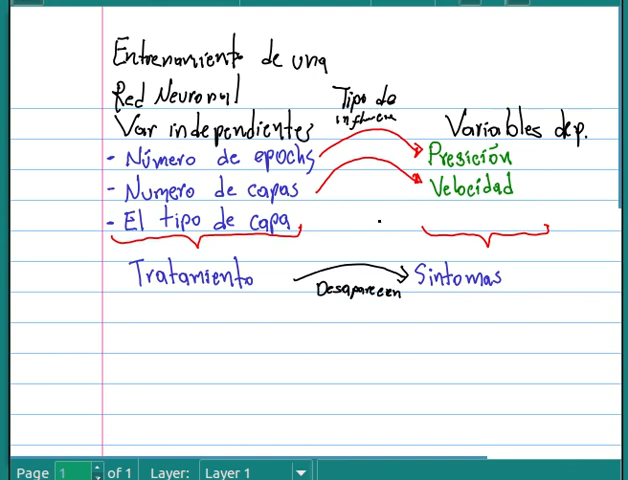 Entrenamiento de una
Red Neuronal
Tipo de
Var independientes
Variables dep.
- Número de epochs
Presición
- Numero de capas
Velocidad
- El tipo de capa
Tratamiento
Desaparecen
Sintomas
Page 1 of 1 Layer: Layer 1